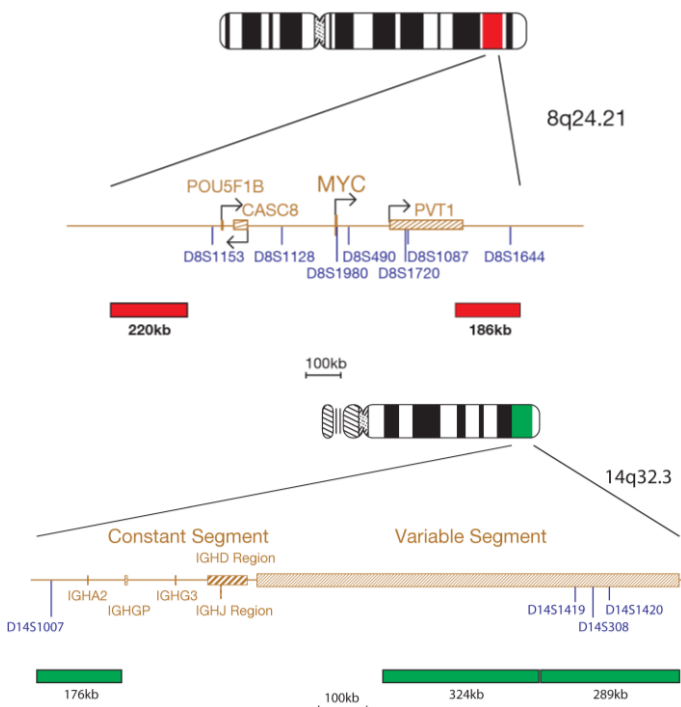 8q24.21
POU5F1B
MYC
CASC8
PVT1
D8S1153
D8S1128
D8S490
D8S1087
D8S1644
D8S1980
D8S1720
220kb
186kb
100kb
14q32.3
Constant Segment
Variable Segment
IGHD Region
IGHA2
IGHG3
D14S1419
D14S1420
IGHGP
IGHJ Region
D14S1007
D14S308
176kb
100kb
324kb
289kb